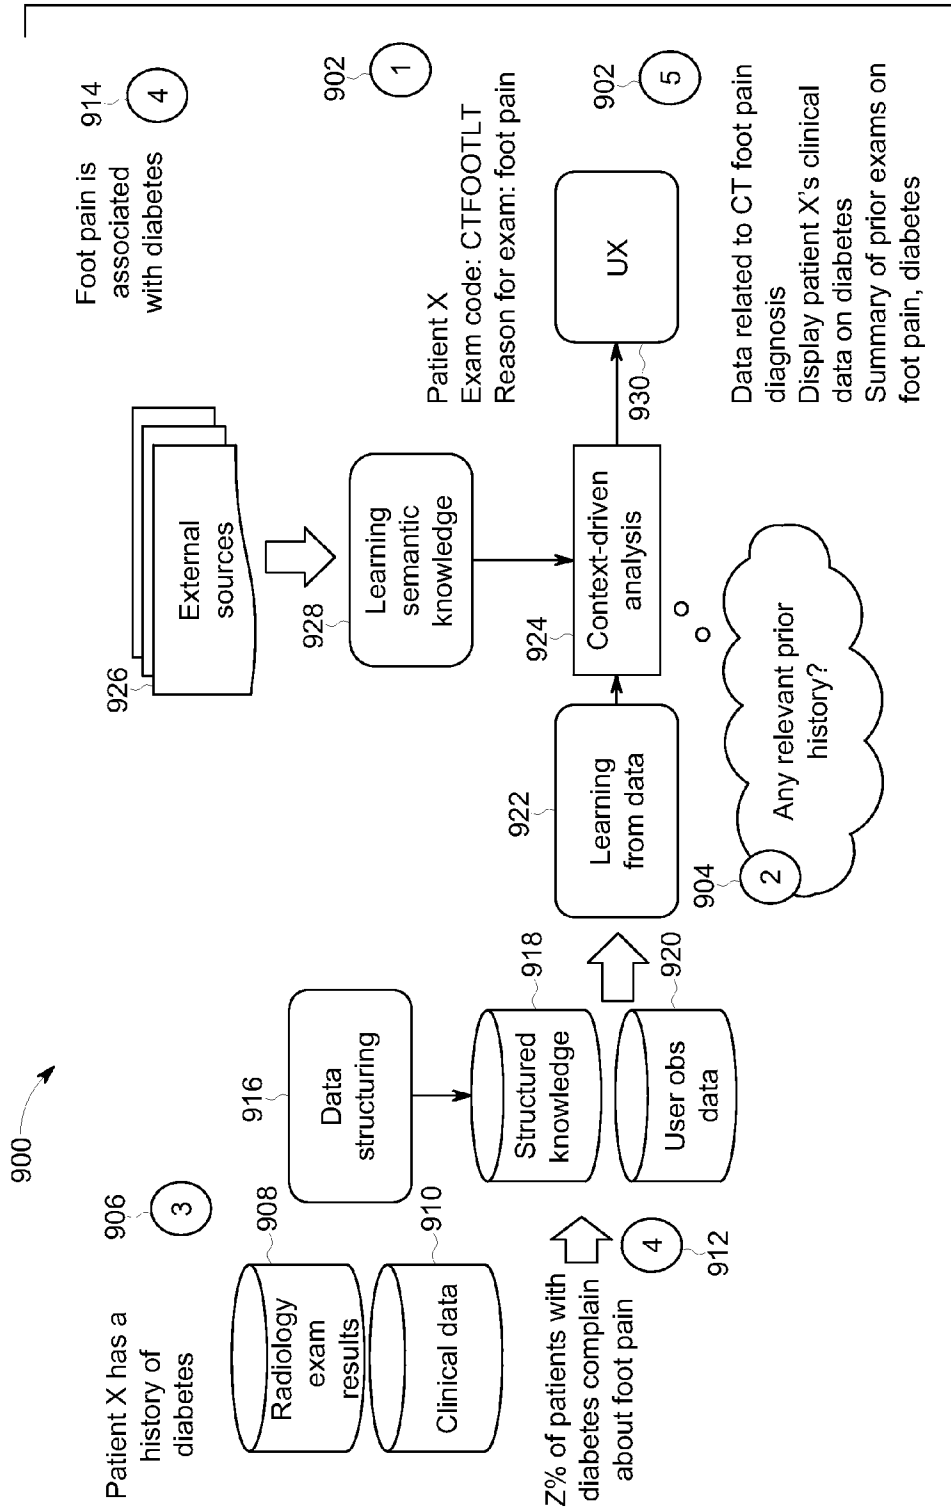 900
Patient X has a
history of
diabetes
906
3
908
Radiology
exam
results
910
Clinical data
916
Data
structuring
Z% of patients with
diabetes complain
about foot pain
4
912
918
Structured
knowledge
920
User obs
data
922
Learning
from data
904
2
Any relevant prior
history?
926
External
sources
928
Learning
semantic
knowledge
924
Context-driven
analysis
930
UX
Foot pain is
associated
with diabetes
914
4
902
1
Patient X
Exam code: CTFOOTLT
Reason for exam: foot pain
902
5
Data related to CT foot pain
diagnosis
Display patient X's clinical
data on diabetes
Summary of prior exams on
foot pain, diabetes